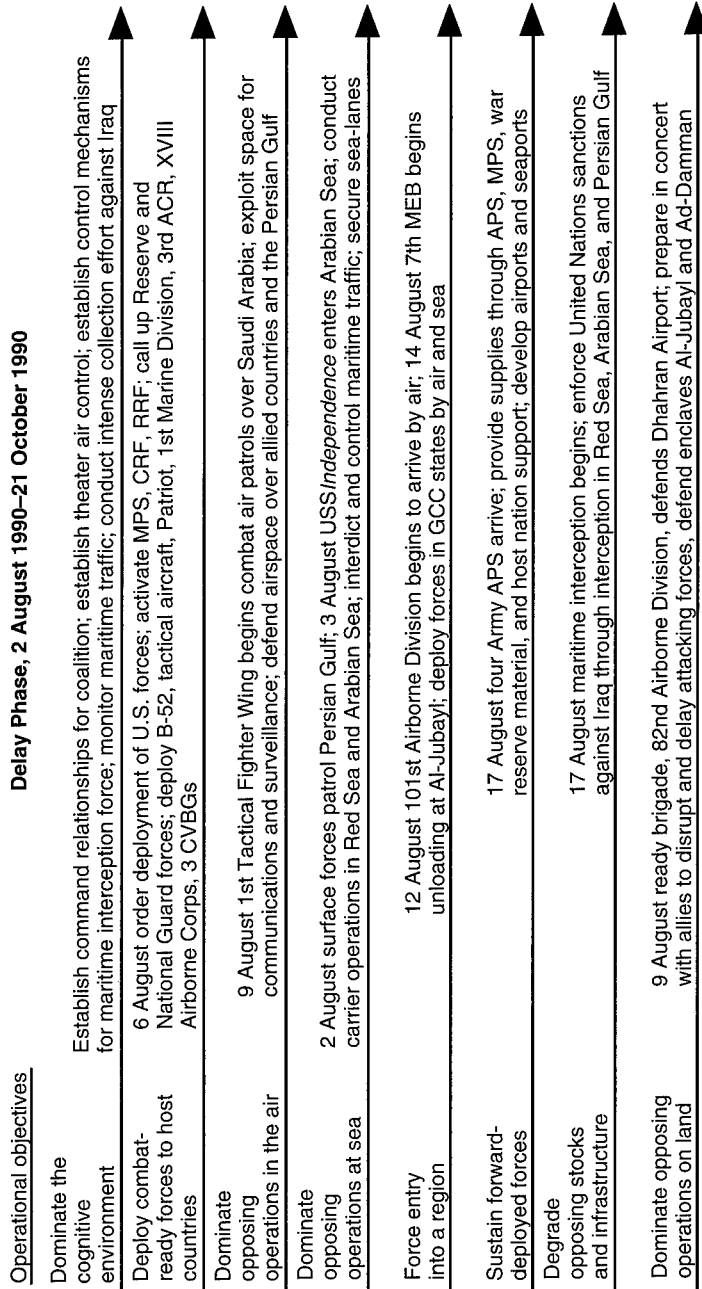 Delay Phase, 2 August 1990–21 October 1990
Operational objectives
Dominate the
cognitive
environment
Establish command relationships for coalition; establish theater air control; establish control mechanisms
for maritime interception force; monitor maritime traffic; conduct intense collection effort against Iraq
Deploy combat-
ready forces to host
countries
6 August order deployment of U.S. forces; activate MPS, CRF, RRF; call up Reserve and
National Guard forces; deploy B-52, tactical aircraft, Patriot, 1st Marine Division, 3rd ACR, XVIII
Airborne Corps, 3 CVBGs
Dominate
opposing
operations in the air
9 August 1st Tactical Fighter Wing begins combat air patrols over Saudi Arabia; exploit space for
communications and surveillance; defend airspace over allied countries and the Persian Gulf
Dominate
opposing
operations at sea
2 August surface forces patrol Persian Gulf; 3 August USS Independence enters Arabian Sea; conduct
carrier operations in Red Sea and Arabian Sea; interdict and control maritime traffic; secure sea-lanes
Force entry
into a region
12 August 101st Airborne Division begins to arrive by air; 14 August 7th MEB begins
unloading at Al-Jubayl; deploy forces in GCC states by air and sea
Sustain forward-
deployed forces
17 August four Army APS arrive; provide supplies through APS, MPS, war
reserve material, and host nation support; develop airports and seaports
Degrade
opposing stocks
and infrastructure
17 August maritime interception begins; enforce United Nations sanctions
against Iraq through interception in Red Sea, Arabian Sea, and Persian Gulf
Dominate opposing
operations on land
9 August ready brigade, 82nd Airborne Division, defends Dhahran Airport; prepare in concert
with allies to disrupt and delay attacking forces, defend enclaves Al-Jubayl and Ad-Damman